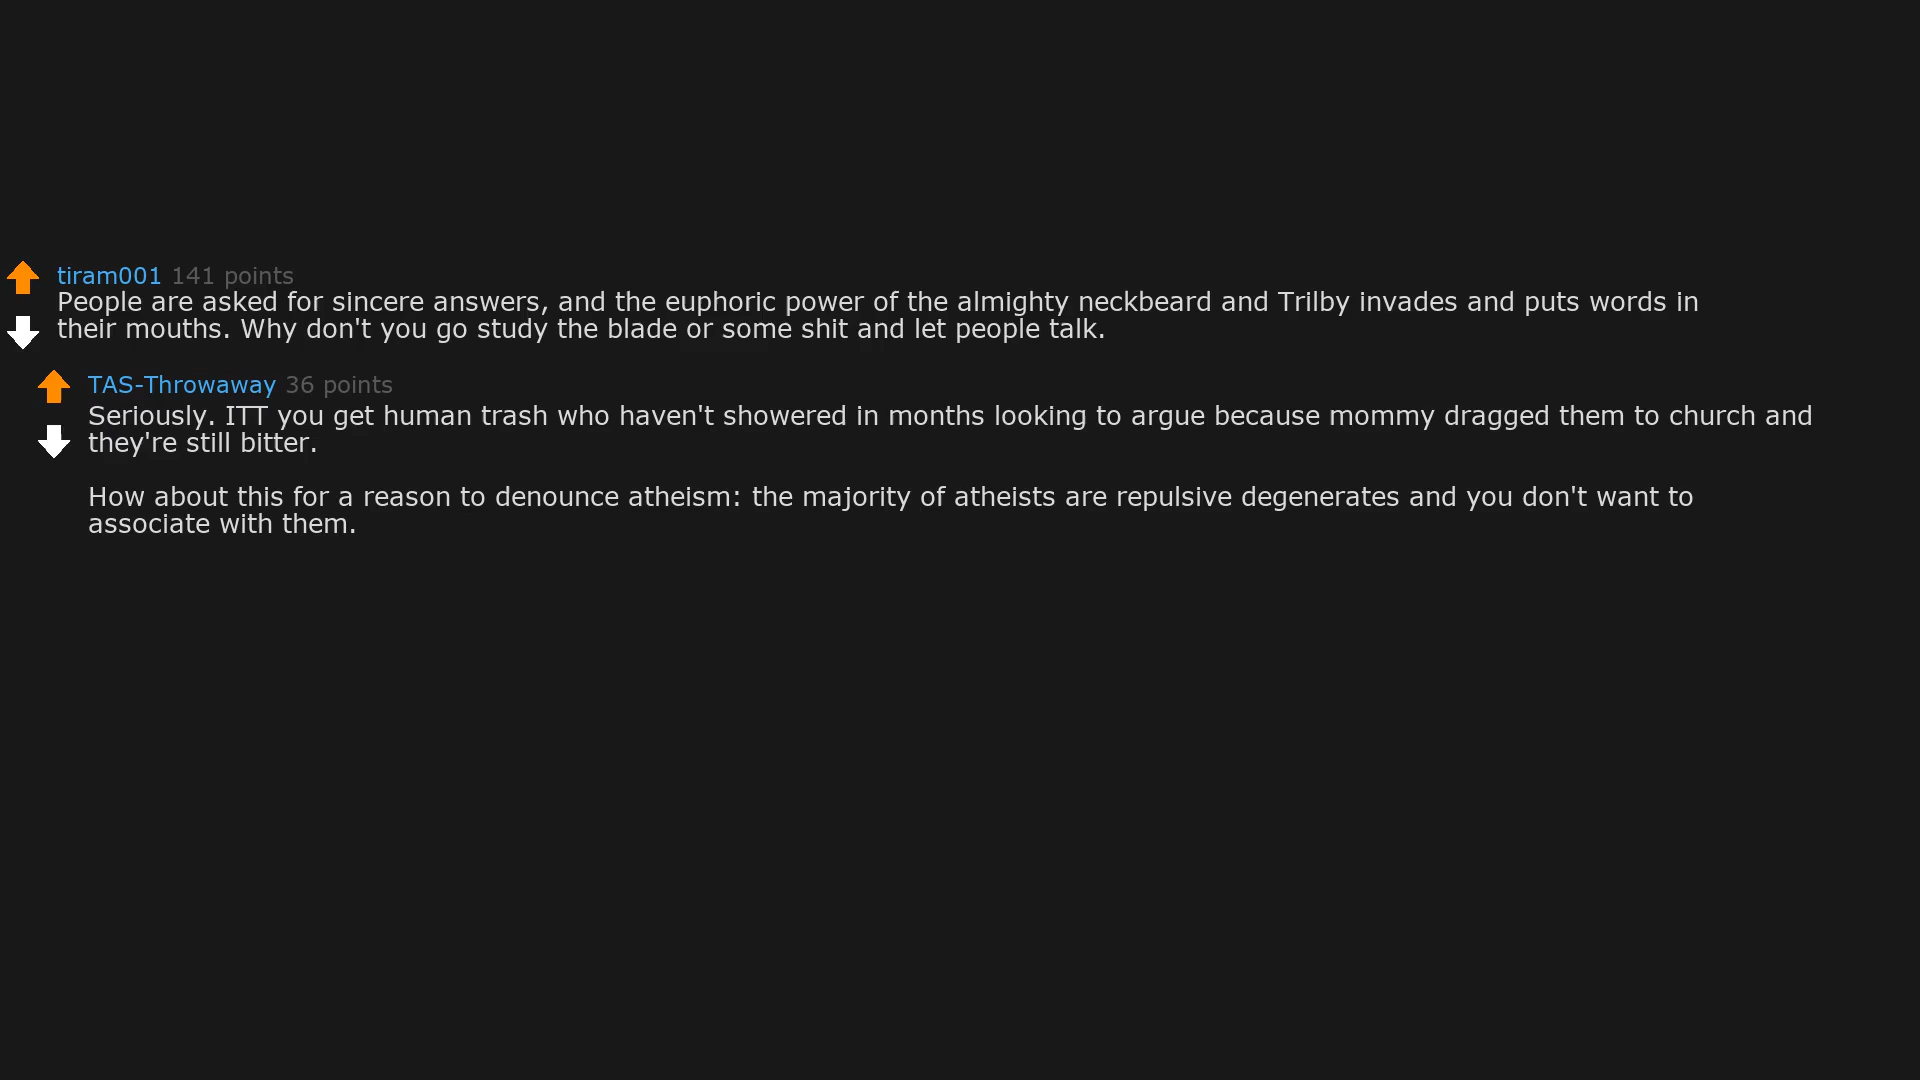 tiram001 141 points
People are asked for sincere answers, and the euphoric power of the almighty neckbeard and Trilby invades and puts words in
their mouths. Why don't you go study the blade or some shit and let people talk.
TAS-Throwaway 36 points
Seriously. ITT you get human trash who haven't showered in months looking to argue because mommy dragged them to church and
they're still bitter.
How about this for a reason to denounce atheism: the majority of atheists are repulsive degenerates and you don't want to
associate with them.